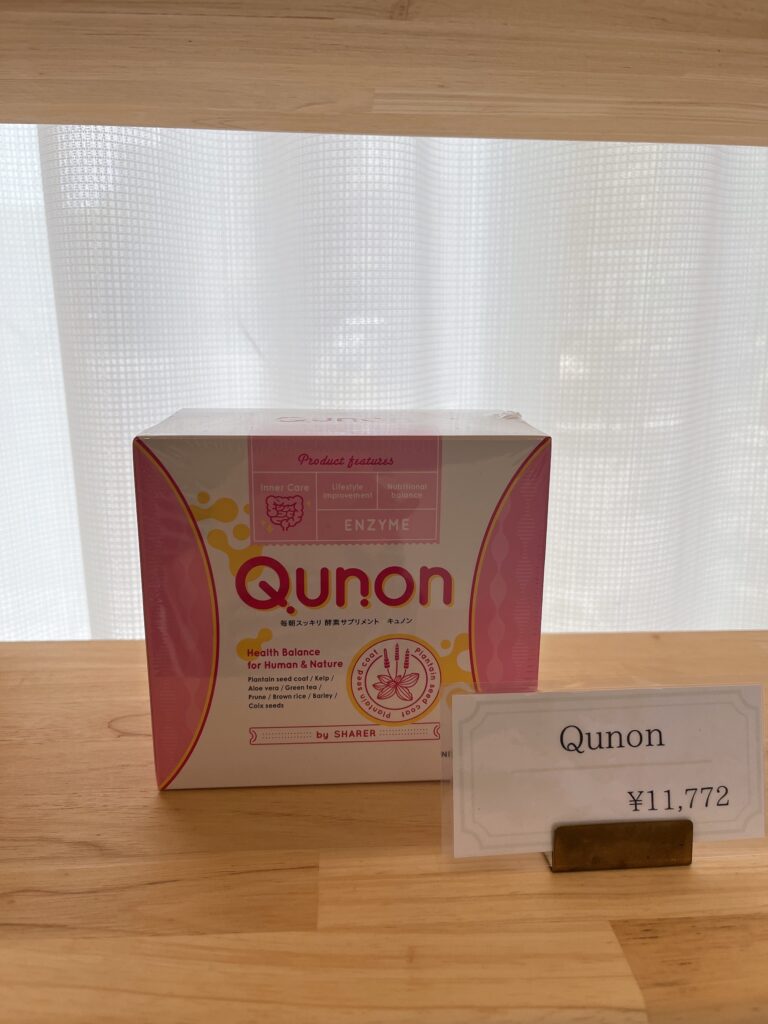 Qunon
Product features
Inner Care
Lifestyle
improvement
Nutritional
balance
ENZYME
Qunon
毎朝スッキリ 酵素サプリメント キュノン
Health Balance
for Human & Nature
Plantain seed coat / Kelp /
Aloe vera / Green tea /
Prune / Brown rice / Barley /
Coix seeds
Plantain seed coat
Plantain seed coat
by SHARER
Qunon
¥11,772